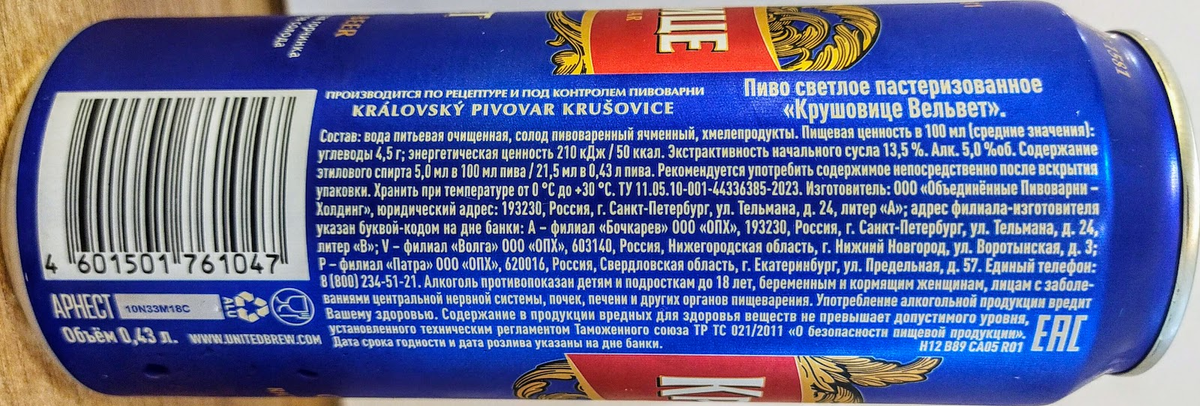 ПРОИЗВОДИТСЯ ПО РЕЦЕПТУРЕ И ПОД КОНТРОЛЕМ ПИВОВАРНИ
KRÁLOVSKÝ PIVOVAR KRUŠOVICE
Пиво светлое пастеризованное
«Крушовице Вельвет».
Состав: вода питьевая очищенная, солод пивоваренный ячменный, хмелепродукты. Пищевая ценность в 100 мл (средние значения):
углеводы 4,5 г; энергетическая ценность 210 кДж / 50 ккал. Экстрактивность начального сусла 13,5 %. Алк. 5,0 %об. Содержание
этилового спирта 5,0 мл в 100 мл пива / 21,5 мл в 0,43 л пива. Рекомендуется употребить содержимое непосредственно после вскрытия
упаковки. Хранить при температуре от 0 °C до +30 °C. ТУ 11.05.10-001-44336385-2023. Изготовитель: ООО «Объединённые Пивоварни –
Холдинг», юридический адрес: 193230, Россия, г. Санкт-Петербург, ул. Тельмана, д. 24, литер «А»; адрес филиала-изготовителя
указан буквой-кодом на дне банки: А – филиал «Бочкарев» ООО «ОПХ», 193230, Россия, г. Санкт-Петербург, ул. Тельмана, д. 24,
литер «В»; V – филиал «Волга» ООО «ОПХ», 603140, Россия, Нижегородская область, г. Нижний Новгород, ул. Воротынская, д. 3;
Р – филиал «Патра» ООО «ОПХ», 620016, Россия, Свердловская область, г. Екатеринбург, ул. Предельная, д. 57. Единый телефон:
8 (800) 234-51-21. Алкоголь противопоказан детям и подросткам до 18 лет, беременным и кормящим женщинам, лицам с заболе-
ваниями центральной нервной системы, почек, печени и других органов пищеварения. Употребление алкогольной продукции вредит
Вашему здоровью. Содержание в продукции вредных для здоровья веществ не превышает допустимого уровня,
установленного техническим регламентом Таможенного союза ТР ТС 021/2011 «О безопасности пищевой продукции».
Дата срока годности и дата розлива указаны на дне банки.
H12 B89 CA05 R01
EAC
4 601501 761047
АРНЕСТ
10N33M18C
ALU
Объём 0,43 л.
WWW.UNITEDBREW.COM
BEER
ЦЕ
КР
1581